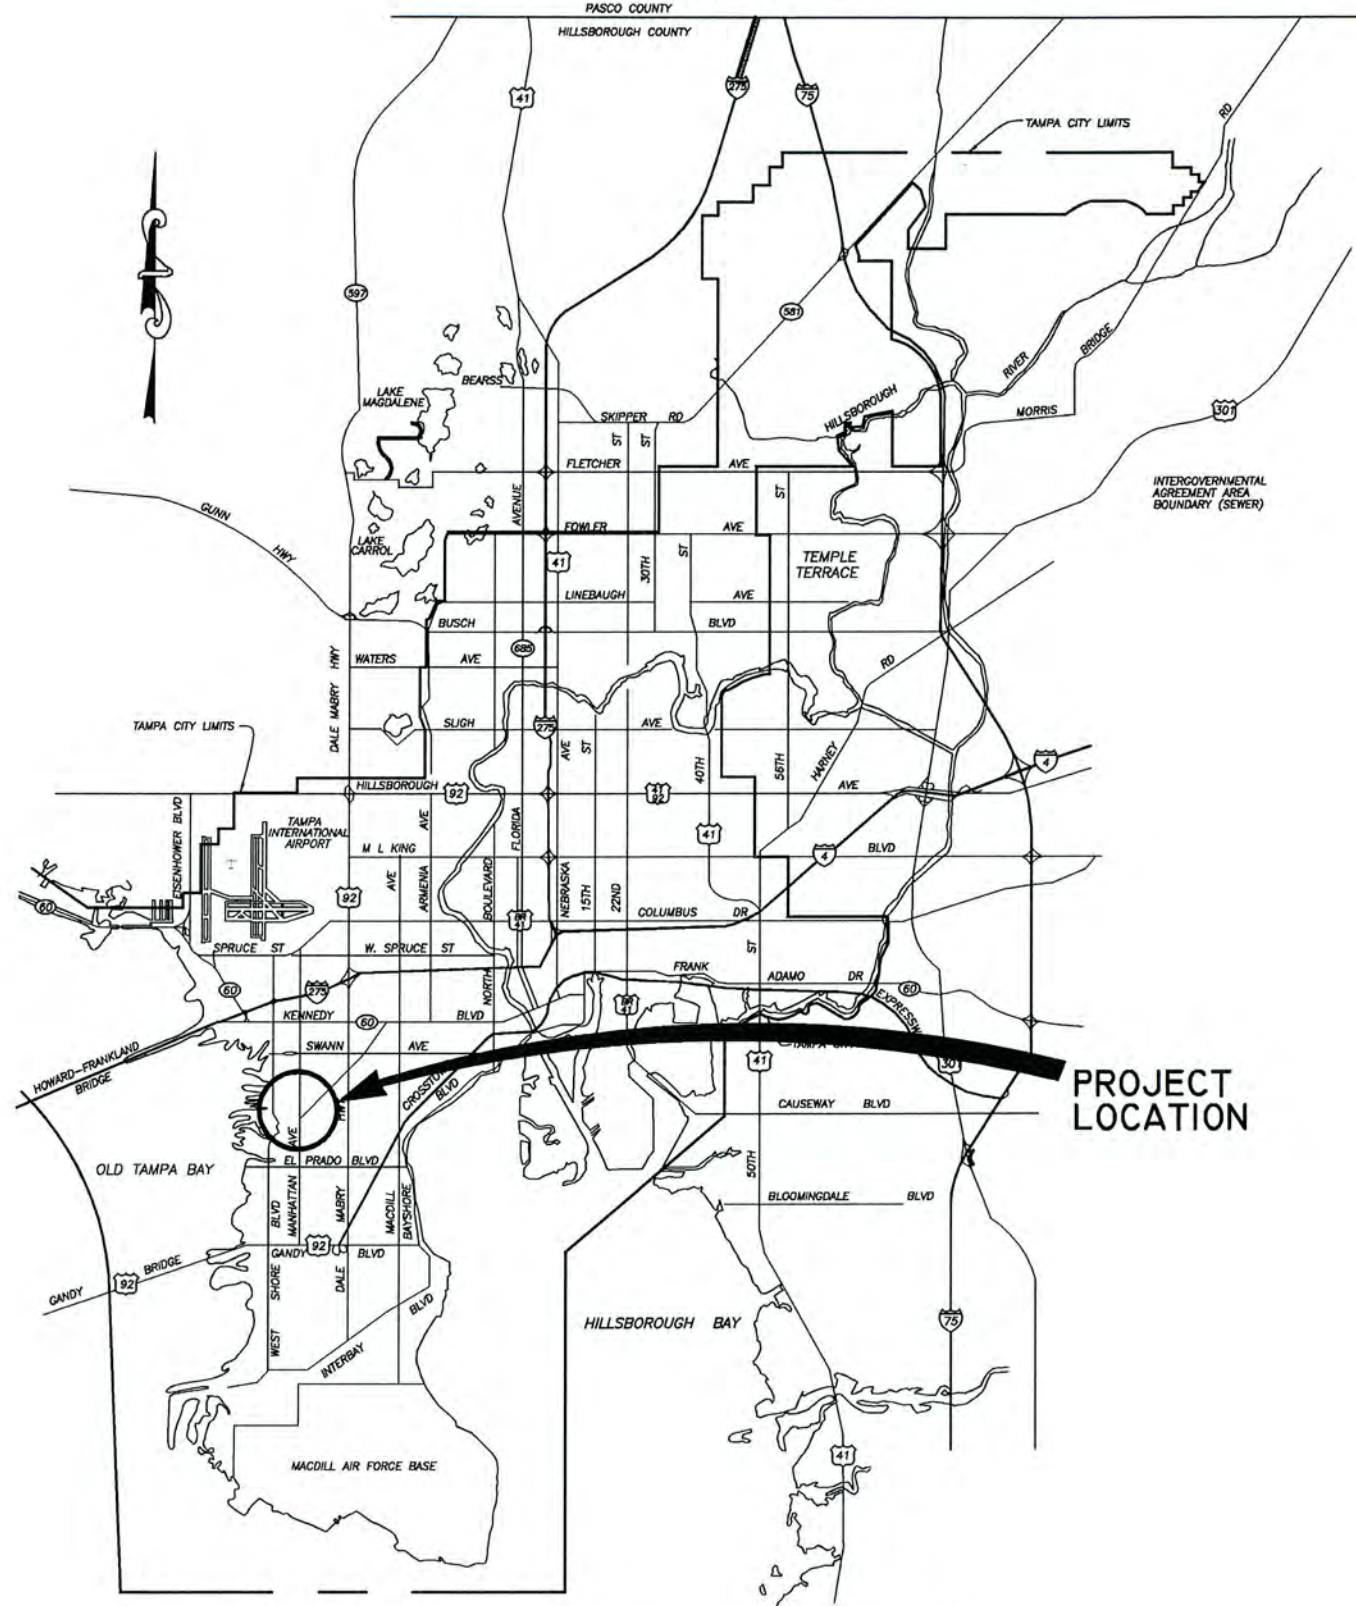 PASCO COUNTY
HILLSBOROUGH COUNTY
41
275
75
RD
TAMPA CITY LIMITS
597
581
BRIDGE
RIVER
LAKE
MAGDALENE
BEARSS
SKIPPER RD
HILLSBOROUGH
MORRIS
301
ST
ST
FLETCHER AVE
INTERGOVERNMENTAL
AGREEMENT AREA
BOUNDARY (SEWER)
GUNN HWY
AVENUE
ST
LAKE
CARROL
FOWLER AVE
41
30TH
ST
TEMPLE
TERRACE
LINEBAUGH AVE
BUSCH BLVD
685
DALE MABRY HWY
WATERS AVE
RD
TAMPA CITY LIMITS
SLIGH AVE
275
AVE
ST
40TH
56TH
HARNEY
4
HILLSBOROUGH AVE
92
41
92
EISENHOWER BLVD
TAMPA
INTERNATIONAL
AIRPORT
AVE
FLORIDA
41
M L KING BLVD
4
92
AVE
ARMENIA
BOULEVARD
NEBRASKA
15TH
22ND
60
BR
41
COLUMBUS DR
SPRUCE ST
W. SPRUCE ST
ST
FRANK ADAMO DR
60
NORTH
60
275
BR
41
EXPRESSW
KENNEDY BLVD
60
SWANN AVE
HOWARD-FRANKLAND
BRIDGE
41
30
CROSSTO
BLVD
HW
AVE
PROJECT
LOCATION
CAUSEWAY BLVD
OLD TAMPA BAY
EL PRADO BLVD
50TH
BLVD
MANHATTAN
MABRY
MACDILL
BAYSHORE
BLOOMINGDALE BLVD
GANDY BLVD
92
GANDY BRIDGE
92
WEST SHORE
DALE
INTERBAY BLVD
HILLSBOROUGH BAY
75
41
MACDILL AIR FORCE BASE